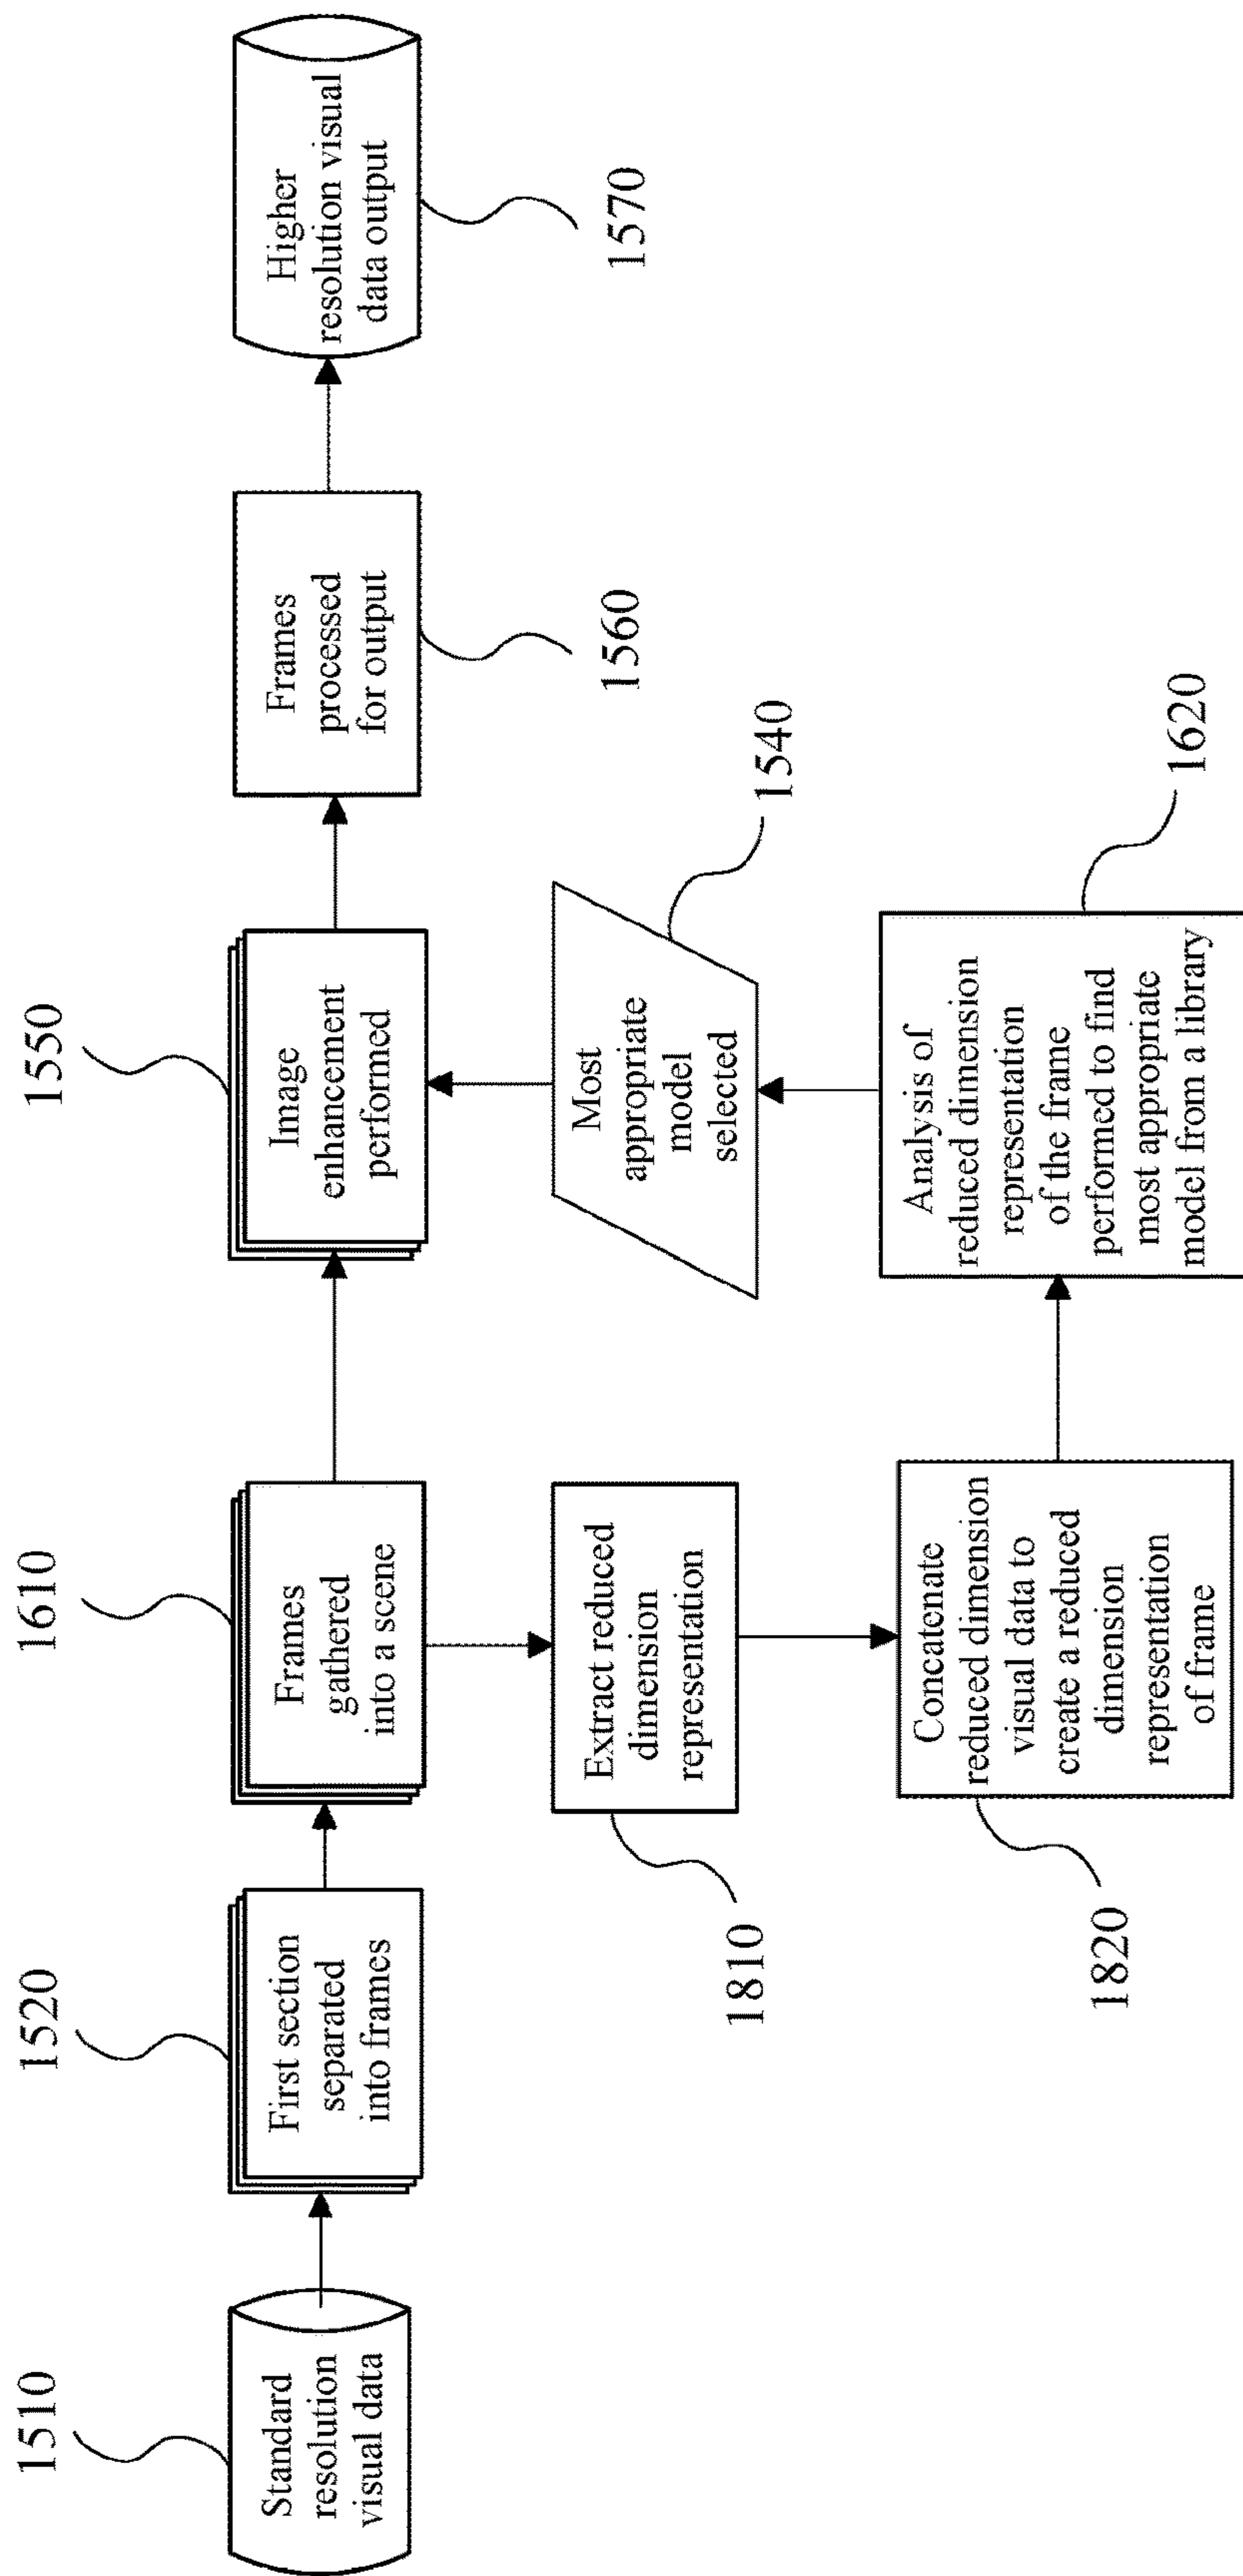 1510
Standard
resolution
visual data
1520
First section
separated
into frames
1610
Frames
gathered
into a scene
1550
Image
enhancement
performed
Frames
processed
for output
1560
Higher
resolution visual
data output
1570
Extract reduced
dimension
representation
1810
Most
appropriate
model
selected
1540
Concatenate
reduced dimension
visual data to
create a reduced
dimension
representation
of frame
1820
Analysis of
reduced dimension
representation
of the frame
performed to find
most appropriate
model from a library
1620